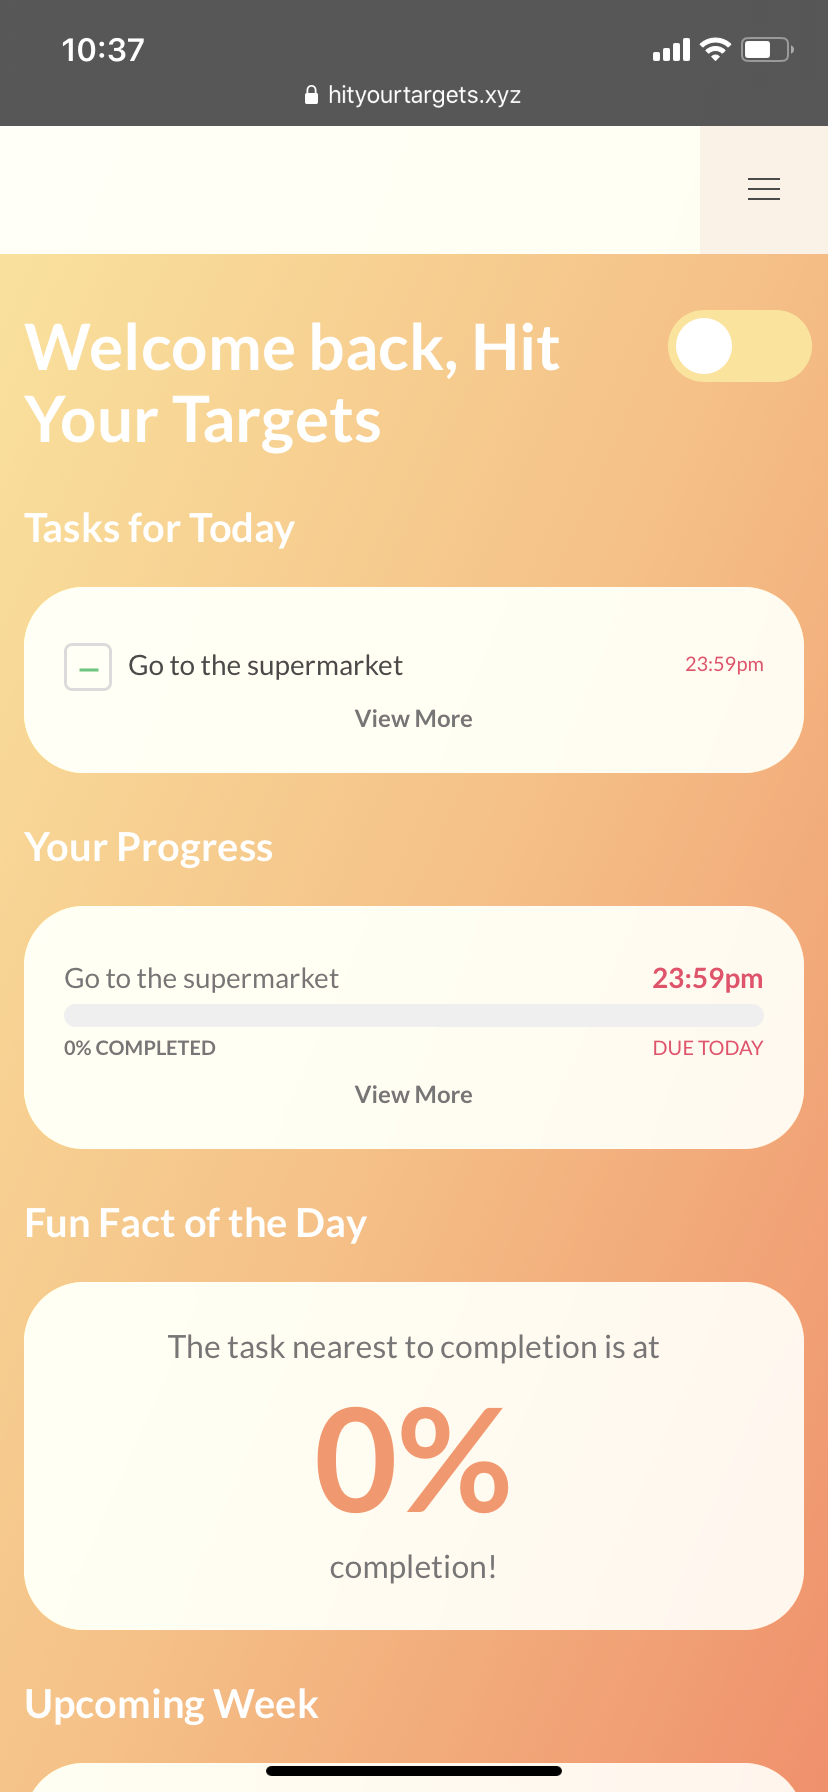 10:37
hityourtargets.xyz
Welcome back, Hit
Your Targets
Tasks for Today
Go to the supermarket 23:59pm
View More
Your Progress
Go to the supermarket 23:59pm
0% COMPLETED DUE TODAY
View More
Fun Fact of the Day
The task nearest to completion is at
0%
completion!
Upcoming Week